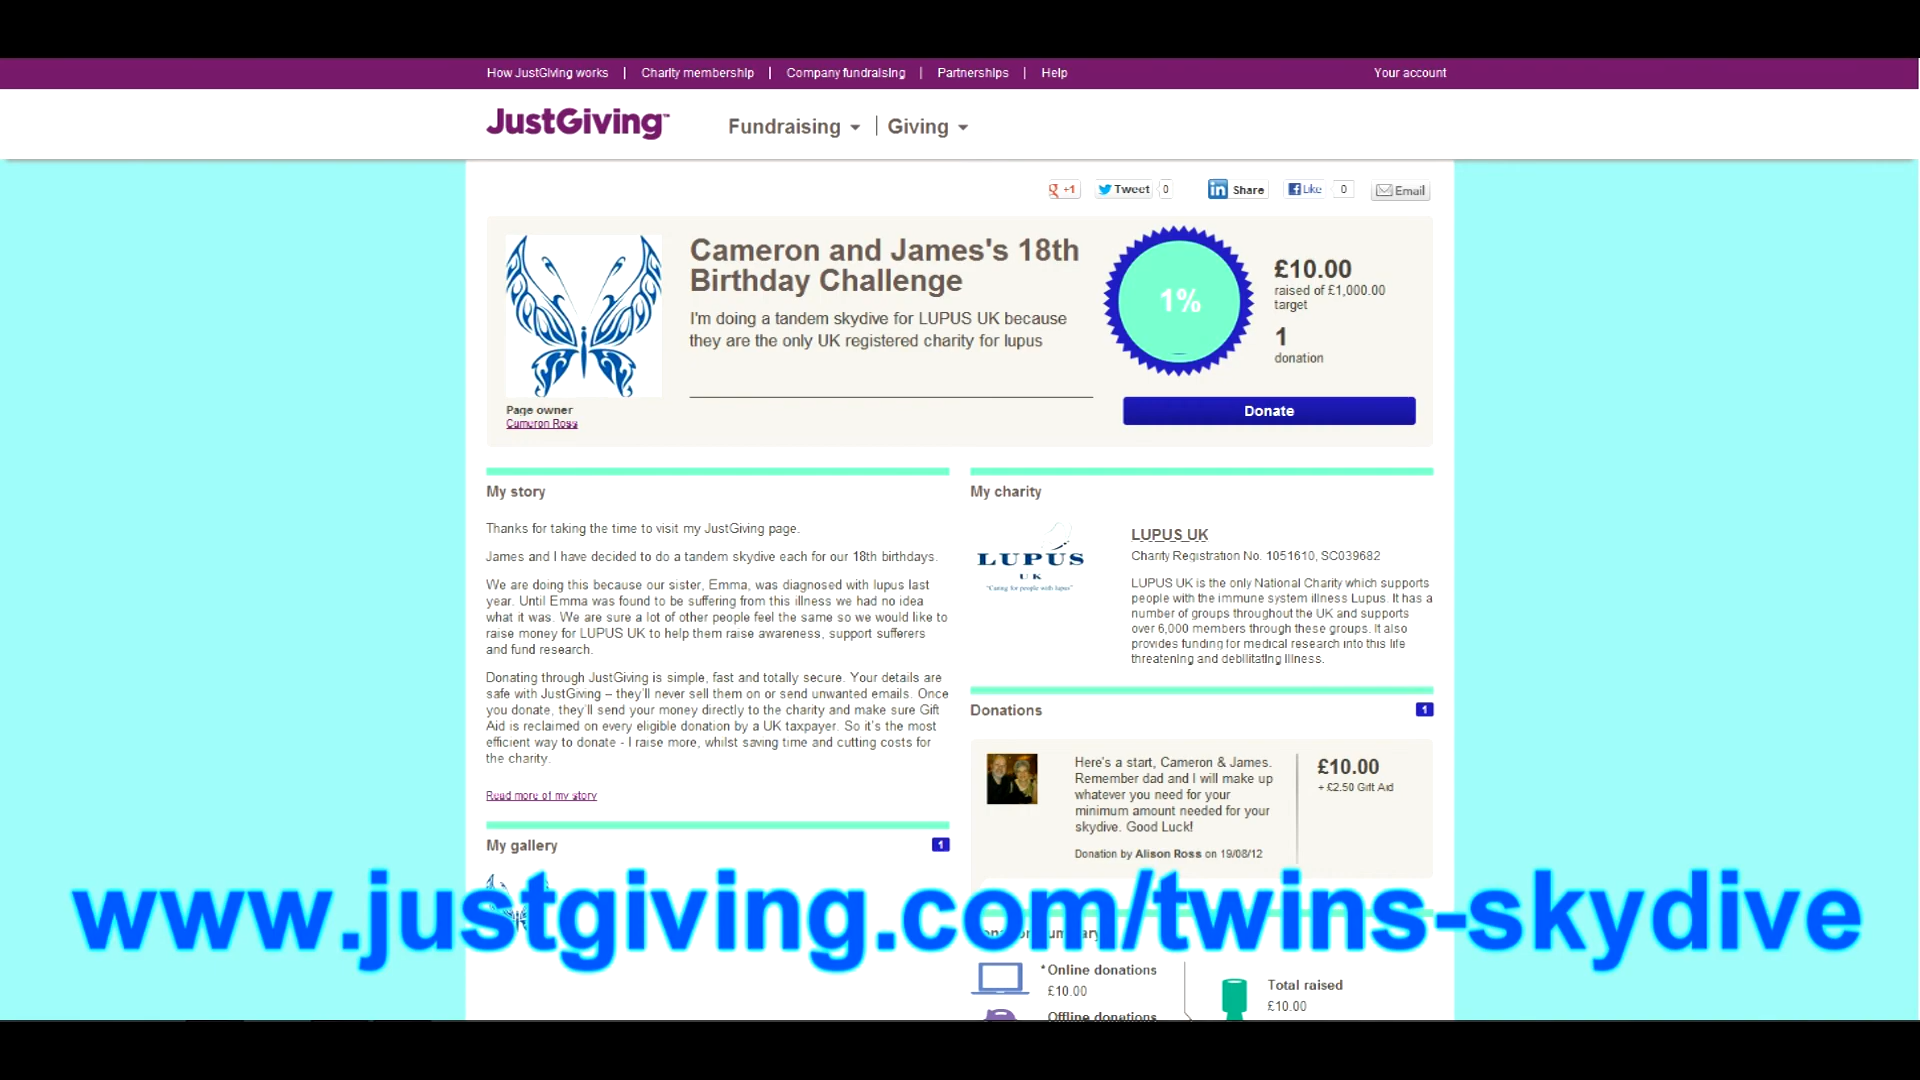 How JustGiving works | Charity membership | Company fundraising | Partnerships | Help
Your account
JustGiving™
Fundraising | Giving
+1
Tweet 0
in Share
Like 0
Email
Cameron and James's 18th
Birthday Challenge
I'm doing a tandem skydive for LUPUS UK because
they are the only UK registered charity for lupus
Page owner
Cameron Ross
1%
£10.00
raised of £1,000.00
target
1
donation
Donate
My story
Thanks for taking the time to visit my JustGiving page.
James and I have decided to do a tandem skydive each for our 18th birthdays.
We are doing this because our sister, Emma, was diagnosed with lupus last
year. Until Emma was found to be suffering from this illness we had no idea
what it was. We are sure a lot of other people feel the same so we would like to
raise money for LUPUS UK to help them raise awareness, support sufferers
and fund research.
Donating through JustGiving is simple, fast and totally secure. Your details are
safe with JustGiving – they'll never sell them on or send unwanted emails. Once
you donate, they'll send your money directly to the charity and make sure Gift
Aid is reclaimed on every eligible donation by a UK taxpayer. So it's the most
efficient way to donate - I raise more, whilst saving time and cutting costs for
the charity.
Read more of my story
My gallery
1
My charity
LUPUS
UK
"Caring for people with lupus"
LUPUS UK
Charity Registration No. 1051610, SC039682
LUPUS UK is the only National Charity which supports
people with the immune system illness Lupus. It has a
number of groups throughout the UK and supports
over 6,000 members through these groups. It also
provides funding for medical research into this life
threatening and debilitating illness.
Donations
1
Here's a start, Cameron & James.
Remember dad and I will make up
whatever you need for your
minimum amount needed for your
skydive. Good Luck!
Donation by Alison Ross on 19/08/12
£10.00
+ £2.50 Gift Aid
www.justgiving.com/twins-skydive
*Online donations
£10.00
Offline donations
Total raised
£10.00